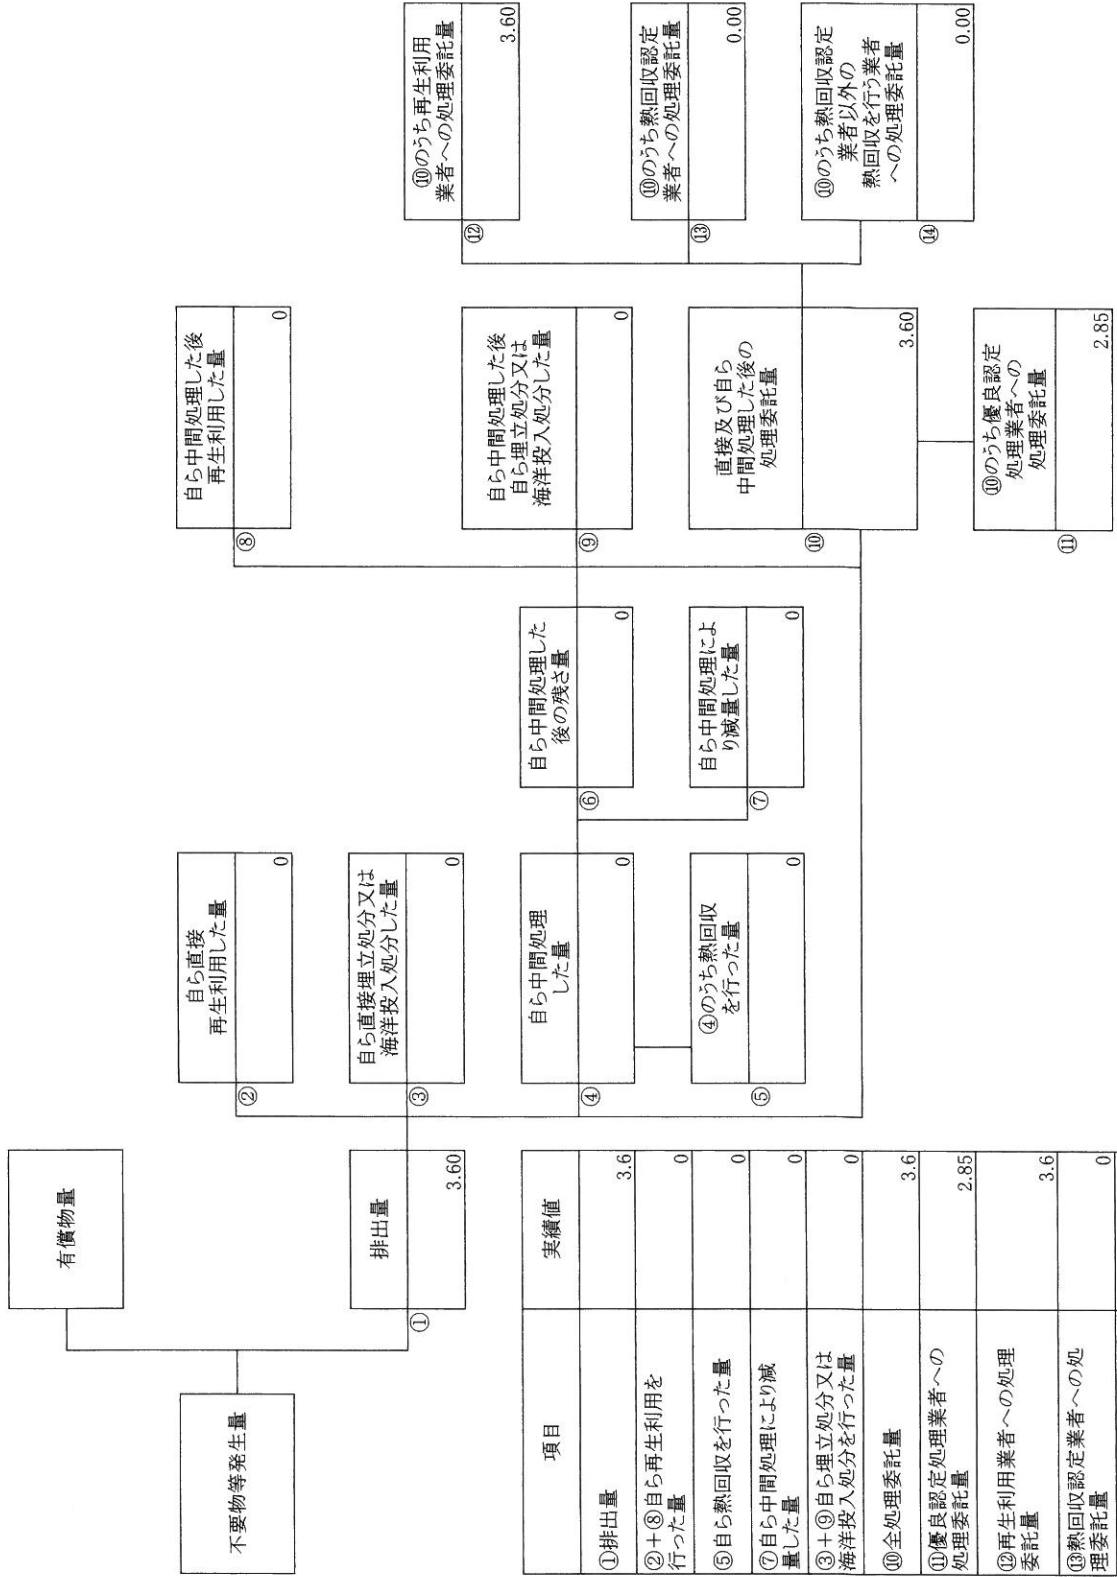 不要物等発生量
有償物量
①
排出量
3.60
②
自ら直接
再生利用した量
0
③
自ら直接埋立処分又は
海洋投入処分した量
0
④
自ら中間処理
した量
0
⑤
④のうち熱回収
を行った量
0
⑥
自ら中間処理した
後の残さ量
0
⑦
自ら中間処理によ
り減量した量
0
⑧
自ら中間処理した後
再生利用した量
0
⑨
自ら中間処理した後
自ら埋立処分又は
海洋投入処分した量
0
⑩
直接及び自ら
中間処理した後の
処理委託量
3.60
⑪
⑩のうち優良認定
処理業者への
処理委託量
2.85
⑫
⑩のうち再生利用
業者への処理委託量
3.60
⑬
⑩のうち熱回収認定
業者への処理委託量
0.00
⑭
⑩のうち熱回収認定
業者以外の
熱回収を行う業者
への処理委託量
0.00
項目 実績値
①排出量 3.6
②+⑧自ら再生利用を
行った量 0
⑤自ら熱回収を行った量 0
⑦自ら中間処理により減
量した量 0
③+⑨自ら埋立処分又は
海洋投入処分を行った量 0
⑩全処理委託量 3.6
⑪優良認定処理業者への
処理委託量 2.85
⑫再生利用業者への処理
委託量 3.6
⑬熱回収認定業者への処
理委託量 0